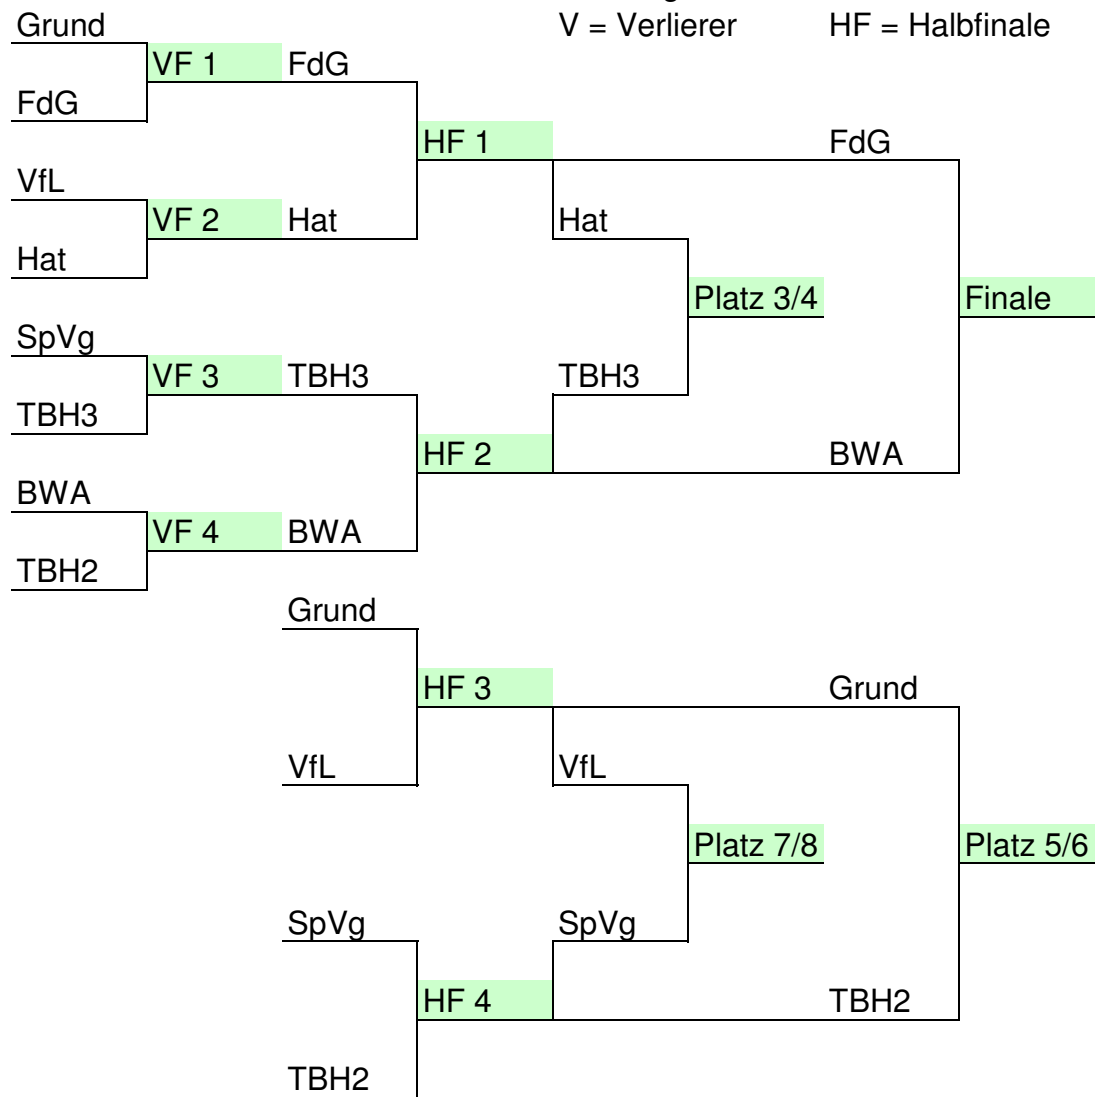 Grund
V = Verlierer HF = Halbfinale
VF 1 FdG
FdG
HF 1 FdG
VfL
VF 2 Hat Hat
Hat
Platz 3/4 Finale
SpVg
VF 3 TBH3 TBH3
TBH3
HF 2 BWA
BWA
VF 4 BWA
TBH2
Grund
HF 3 Grund
VfL VfL
Platz 7/8 Platz 5/6
SpVg SpVg
HF 4 TBH2
TBH2